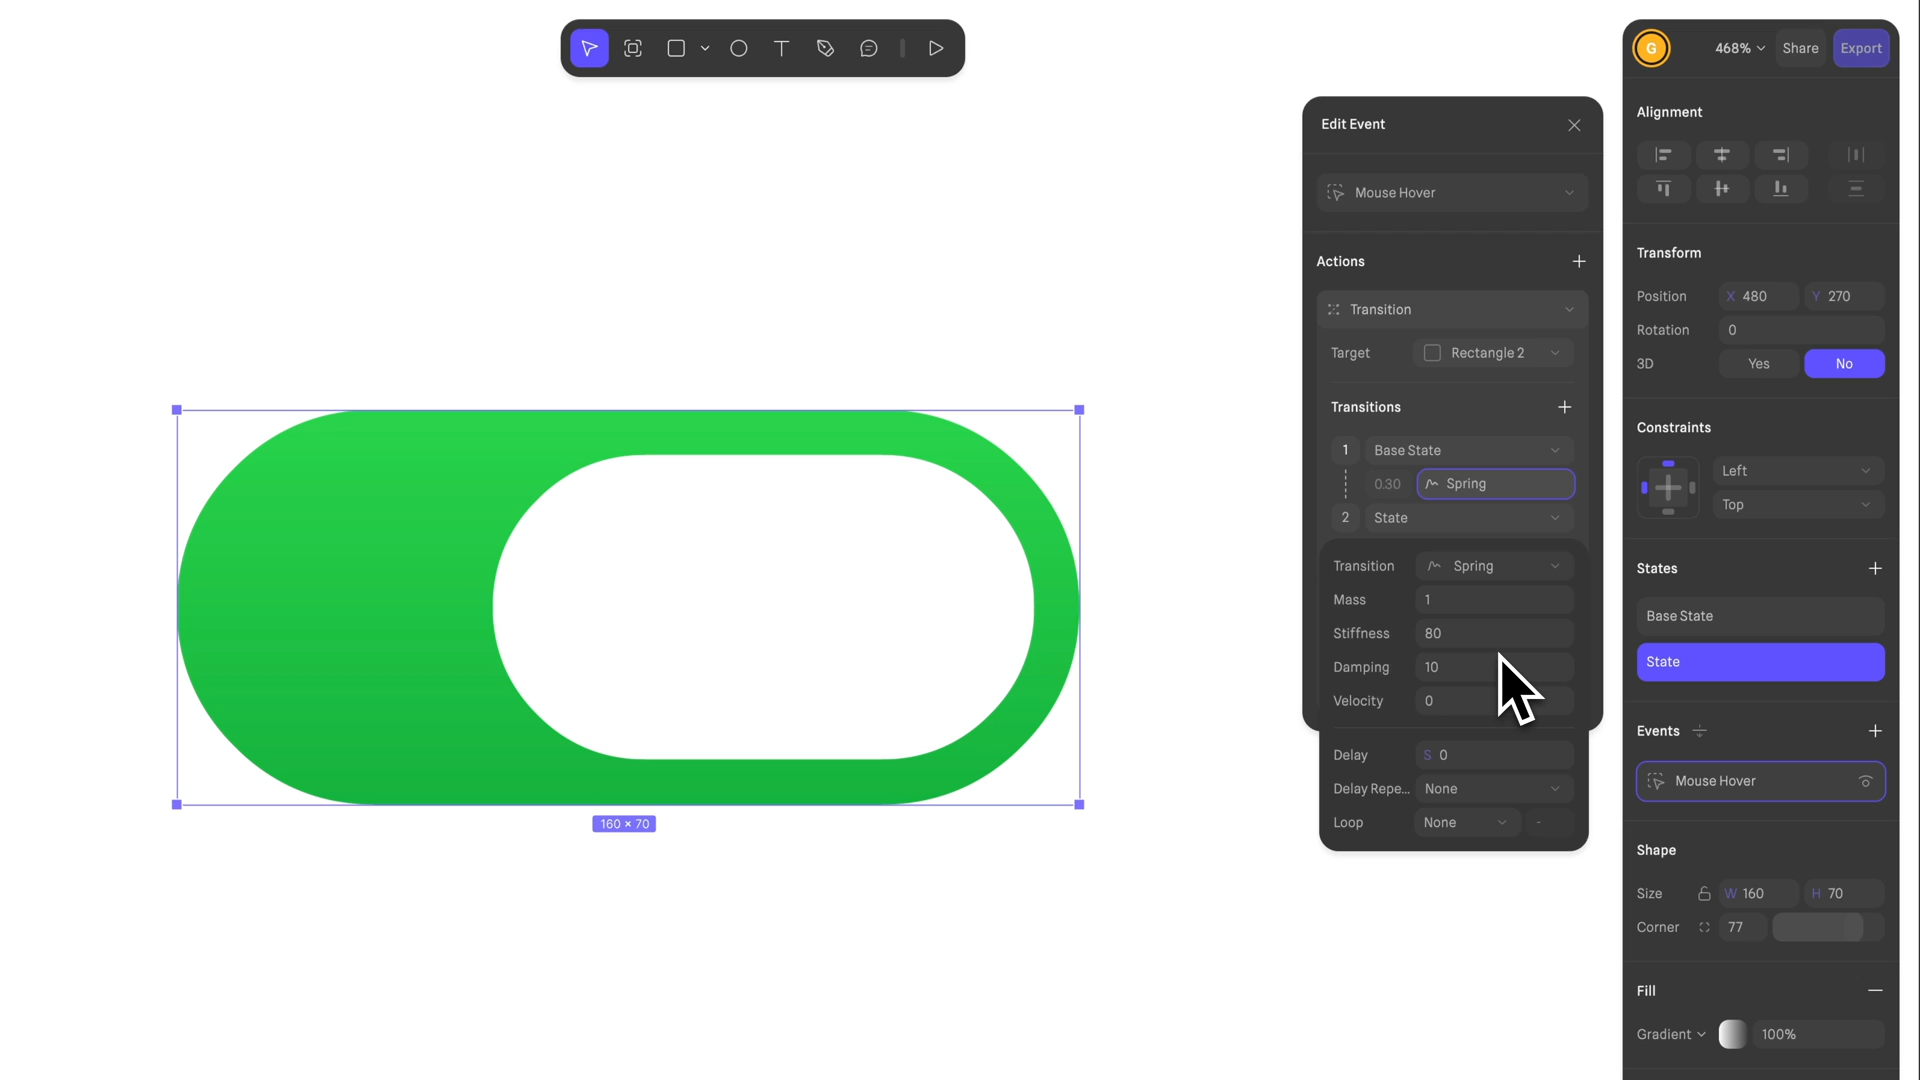 G
468%
Share
Export
Edit Event
Mouse Hover
Actions
Transition
Target
Rectangle 2
Transitions
1
Base State
0.30
Spring
2
State
Transition
Spring
Mass
1
Stiffness
80
Damping
10
Velocity
0
Delay
S 0
Delay Repe...
None
Loop
None
-
160 × 70
Alignment
Transform
Position
X 480
Y 270
Rotation
0
3D
Yes
No
Constraints
Left
Top
States
Base State
State
Events
Mouse Hover
Shape
Size
W 160
H 70
Corner
77
Fill
Gradient
100%